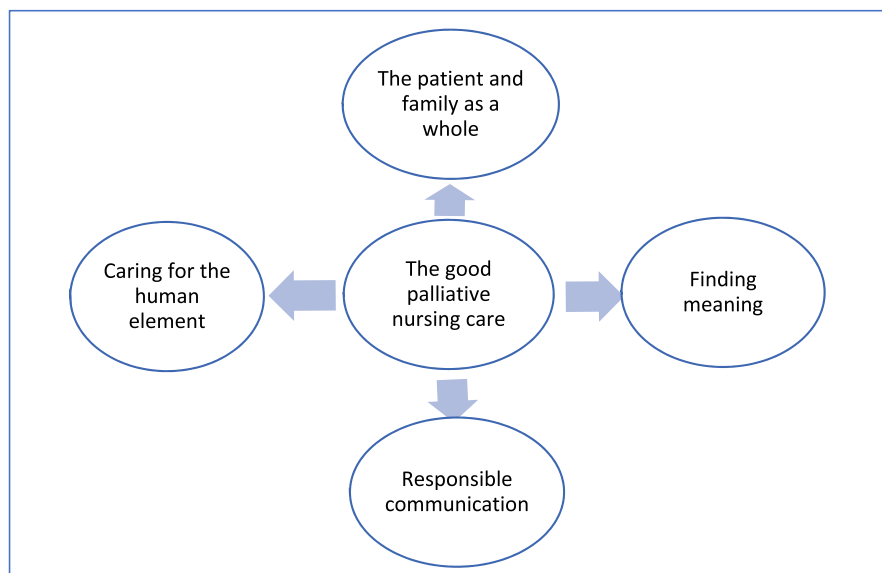 The patient and
family as a
whole
Caring for the
human
element
The good
palliative
nursing care
Finding
meaning
Responsible
communication